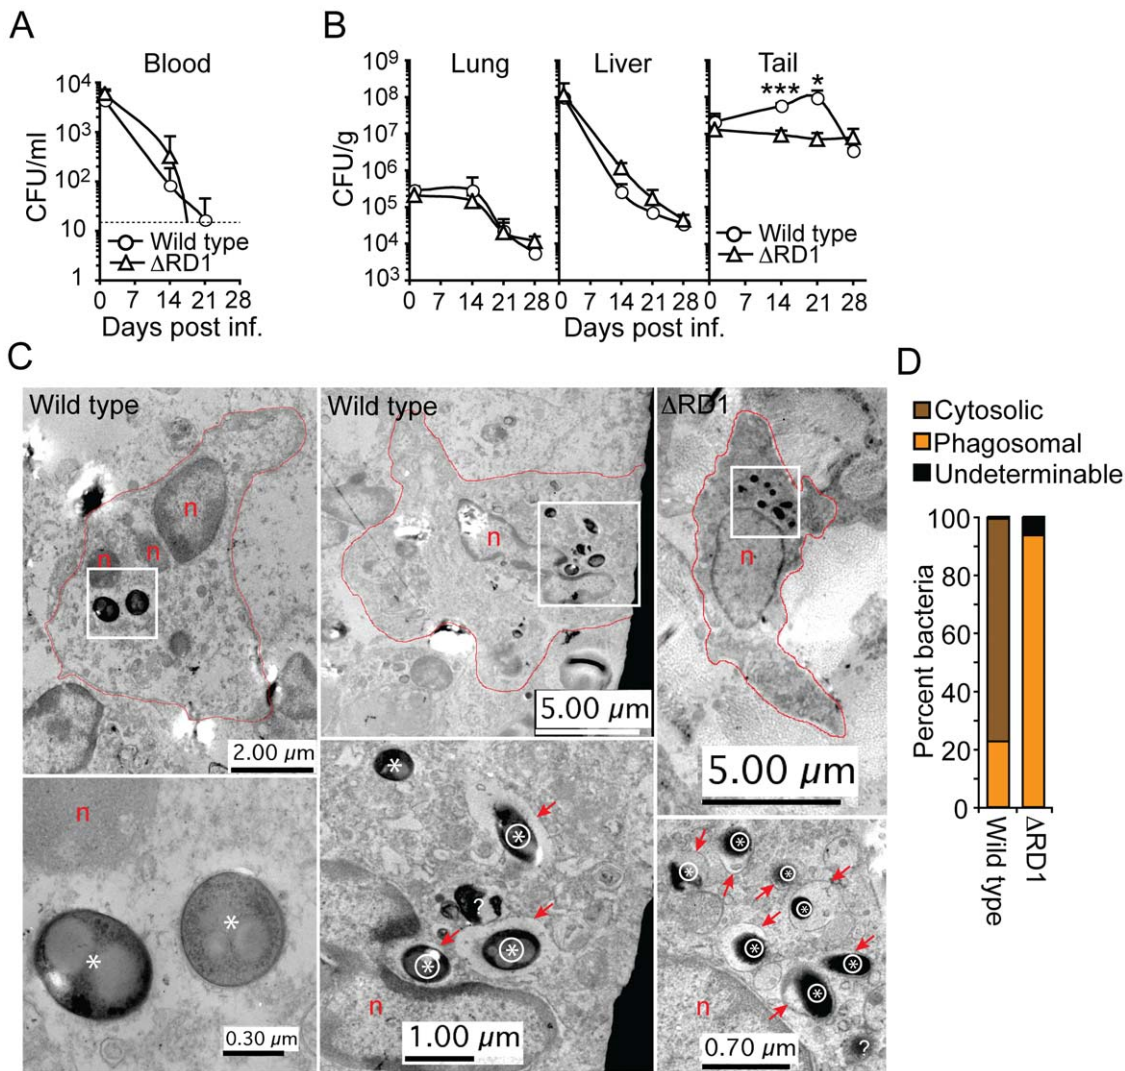 A
Blood
CFU/ml
10⁴
10³
10²
10
1
Wild type
ΔRD1
0 7 14 21 28
Days post inf.
B
Lung Liver Tail
CFU/g
10⁹
10⁸
10⁷
10⁶
10⁵
10⁴
10³
*** *
Wild type
ΔRD1
0 7 14 21 28 0 7 14 21 28 0 7 14 21 28
Days post inf.
C
Wild type
n
n n
2.00 µm
n
*
*
0.30 µm
Wild type
n
5.00 µm
*
*
?
*
*
n
1.00 µm
ΔRD1
n
5.00 µm
*
*
*
*
*
*
*
n
?
0.70 µm
D
Cytosolic
Phagosomal
Undeterminable
Percent bacteria
100
80
60
40
20
0
Wild type
ΔRD1